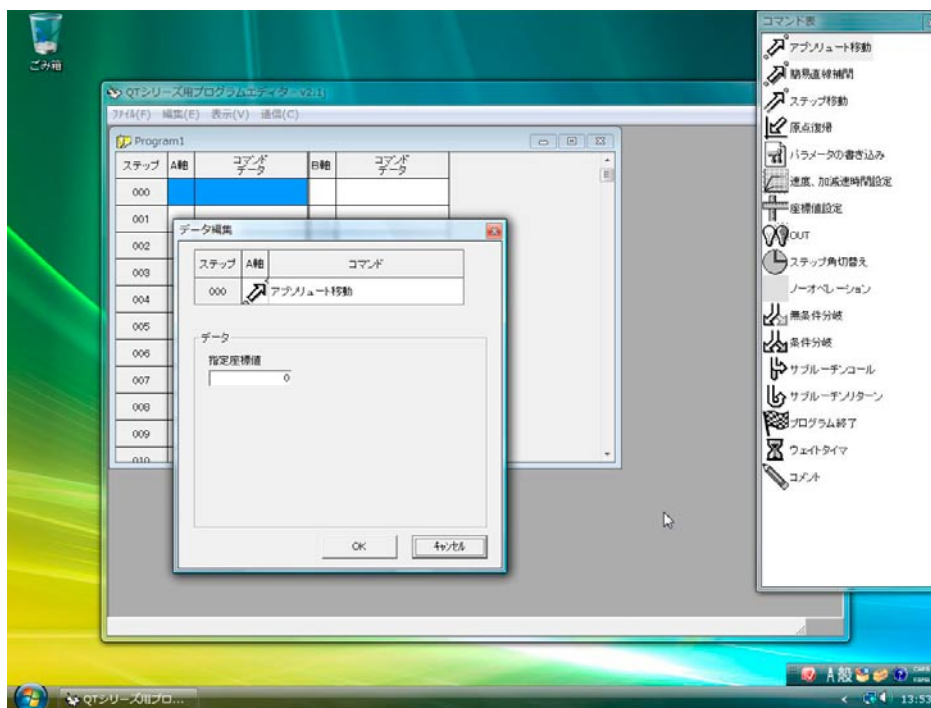 ごみ箱
QTシリーズ用プログラムエディター v2.1j
ファイル(F) 編集(E) 表示(V) 通信(C)
Program1
ステップ A軸 コマンド データ B軸 コマンド データ
000
001
002
003
004
005
006
007
008
009
010
データ編集
ステップ A軸 コマンド
000 アブソリュート移動
データ
指定座標値
0
OK キャンセル
コマンド表
アブソリュート移動
簡易直線補間
ステップ移動
原点復帰
パラメータの書き込み
速度、加減速時間設定
座標値設定
OUT
ステップ角切替え
ノーオペレーション
無条件分岐
条件分岐
サブルーチンコール
サブルーチンリターン
プログラム終了
ウェイトタイマ
コメント
QTシリーズ用プロ...
A 般
CAPS
KANA
13:53